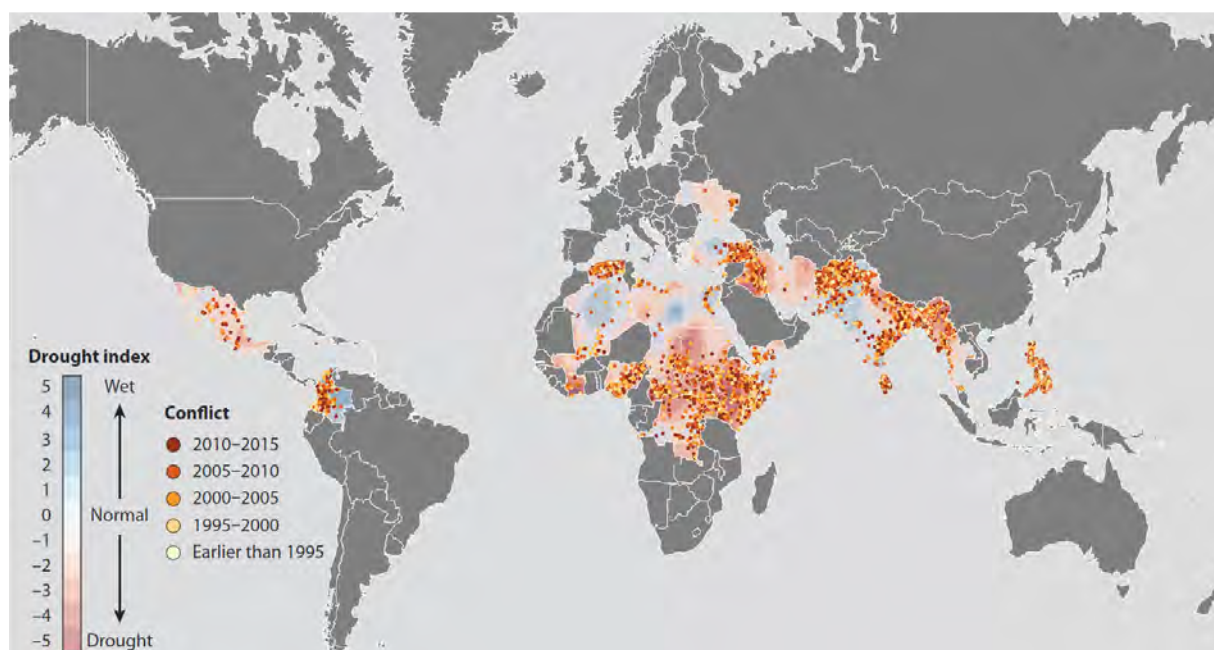 Drought index
5
4
3
2
1
0
−1
−2
−3
−4
−5
Wet
Normal
Drought
Conflict
2010–2015
2005–2010
2000–2005
1995–2000
Earlier than 1995